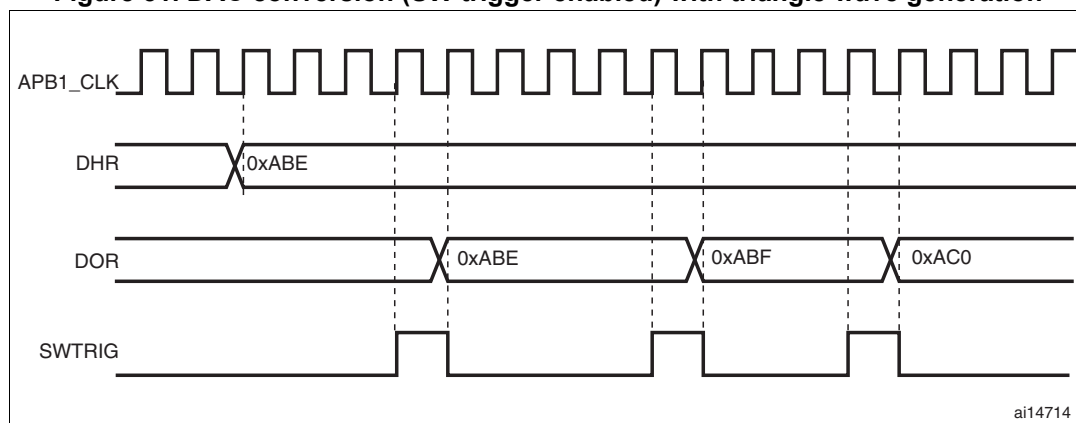 APB1_CLK
DHR
0xABE
DOR
0xABE
0xABF
0xAC0
SWTRIG
ai14714